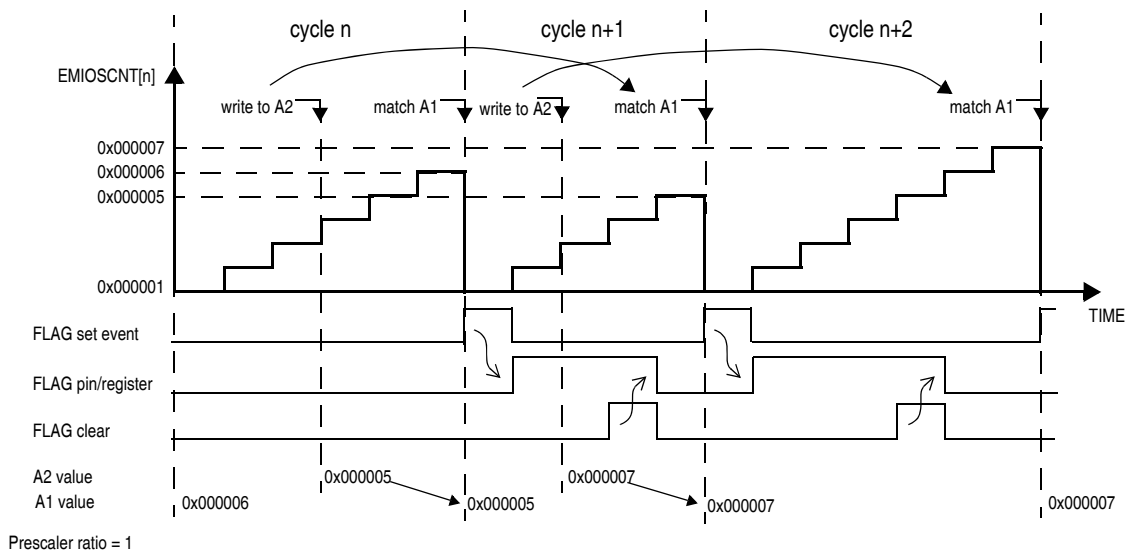 cycle n cycle n+1 cycle n+2
EMIOSCNT[n]
write to A2 match A1 write to A2 match A1 match A1
0x000007
0x000006
0x000005
0x000001
TIME
FLAG set event
FLAG pin/register
FLAG clear
A2 value 0x000005 0x000007
A1 value 0x000006 0x000005 0x000007 0x000007
Prescaler ratio = 1